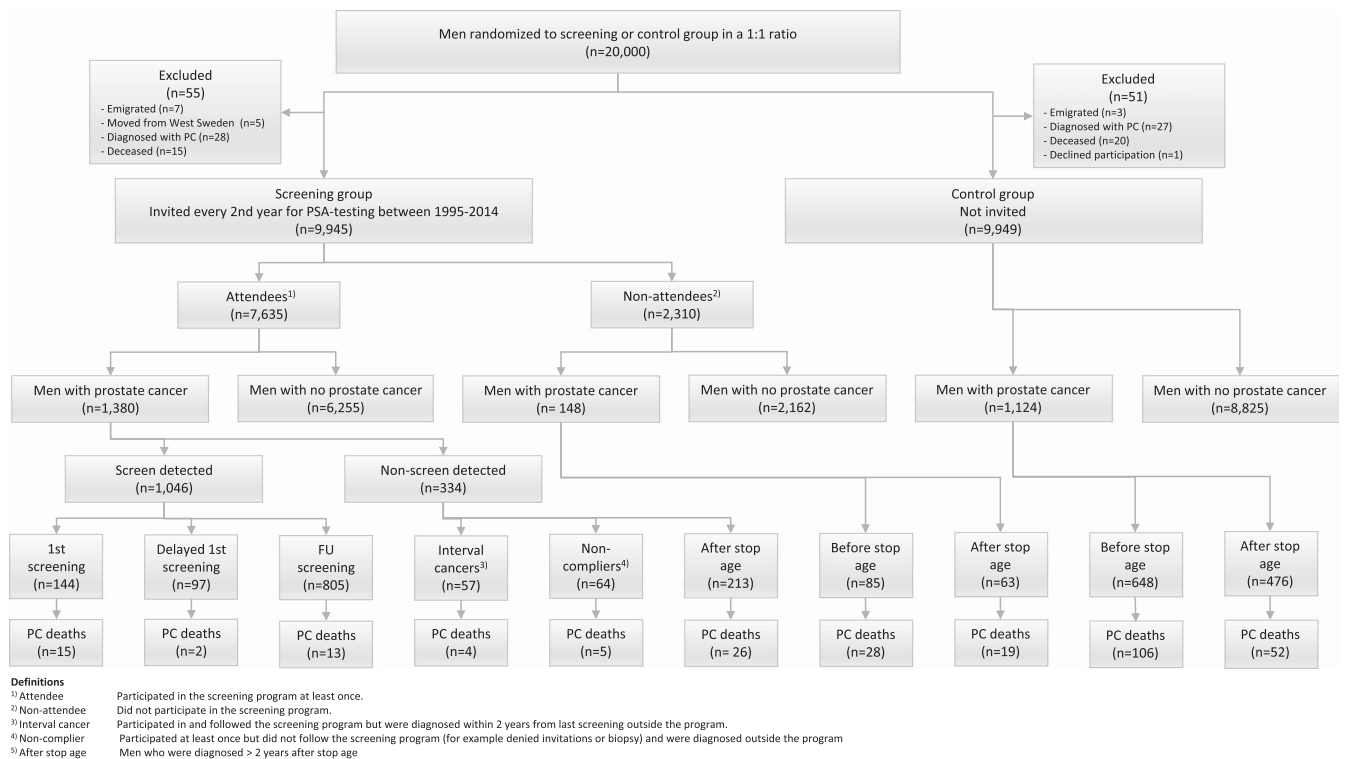 Men randomized to screening or control group in a 1:1 ratio
(n=20,000)
Excluded
(n=55)
- Emigrated (n=7)
- Moved from West Sweden (n=5)
- Diagnosed with PC (n=28)
- Deceased (n=15)
Excluded
(n=51)
- Emigrated (n=3)
- Diagnosed with PC (n=27)
- Deceased (n=20)
- Declined participation (n=1)
Screening group
Invited every 2nd year for PSA-testing between 1995-2014
(n=9,945)
Control group
Not invited
(n=9,949)
Attendees1)
(n=7,635)
Non-attendees2)
(n=2,310)
Men with prostate cancer
(n=1,380)
Men with no prostate cancer
(n=6,255)
Men with prostate cancer
(n= 148)
Men with no prostate cancer
(n=2,162)
Men with prostate cancer
(n=1,124)
Men with no prostate cancer
(n=8,825)
Screen detected
(n=1,046)
Non-screen detected
(n=334)
1st
screening
(n=144)
Delayed 1st
screening
(n=97)
FU
screening
(n=805)
Interval
cancers3)
(n=57)
Non-
compliers4)
(n=64)
After stop
age
(n=213)
Before stop
age
(n=85)
After stop
age
(n=63)
Before stop
age
(n=648)
After stop
age
(n=476)
PC deaths
(n=15)
PC deaths
(n=2)
PC deaths
(n=13)
PC deaths
(n=4)
PC deaths
(n=5)
PC deaths
(n= 26)
PC deaths
(n=28)
PC deaths
(n=19)
PC deaths
(n=106)
PC deaths
(n=52)
Definitions
1) Attendee Participated in the screening program at least once.
2) Non-attendee Did not participate in the screening program.
3) Interval cancer Participated in and followed the screening program but were diagnosed within 2 years from last screening outside the program.
4) Non-complier Participated at least once but did not follow the screening program (for example denied invitations or biopsy) and were diagnosed outside the program
5) After stop age Men who were diagnosed > 2 years after stop age